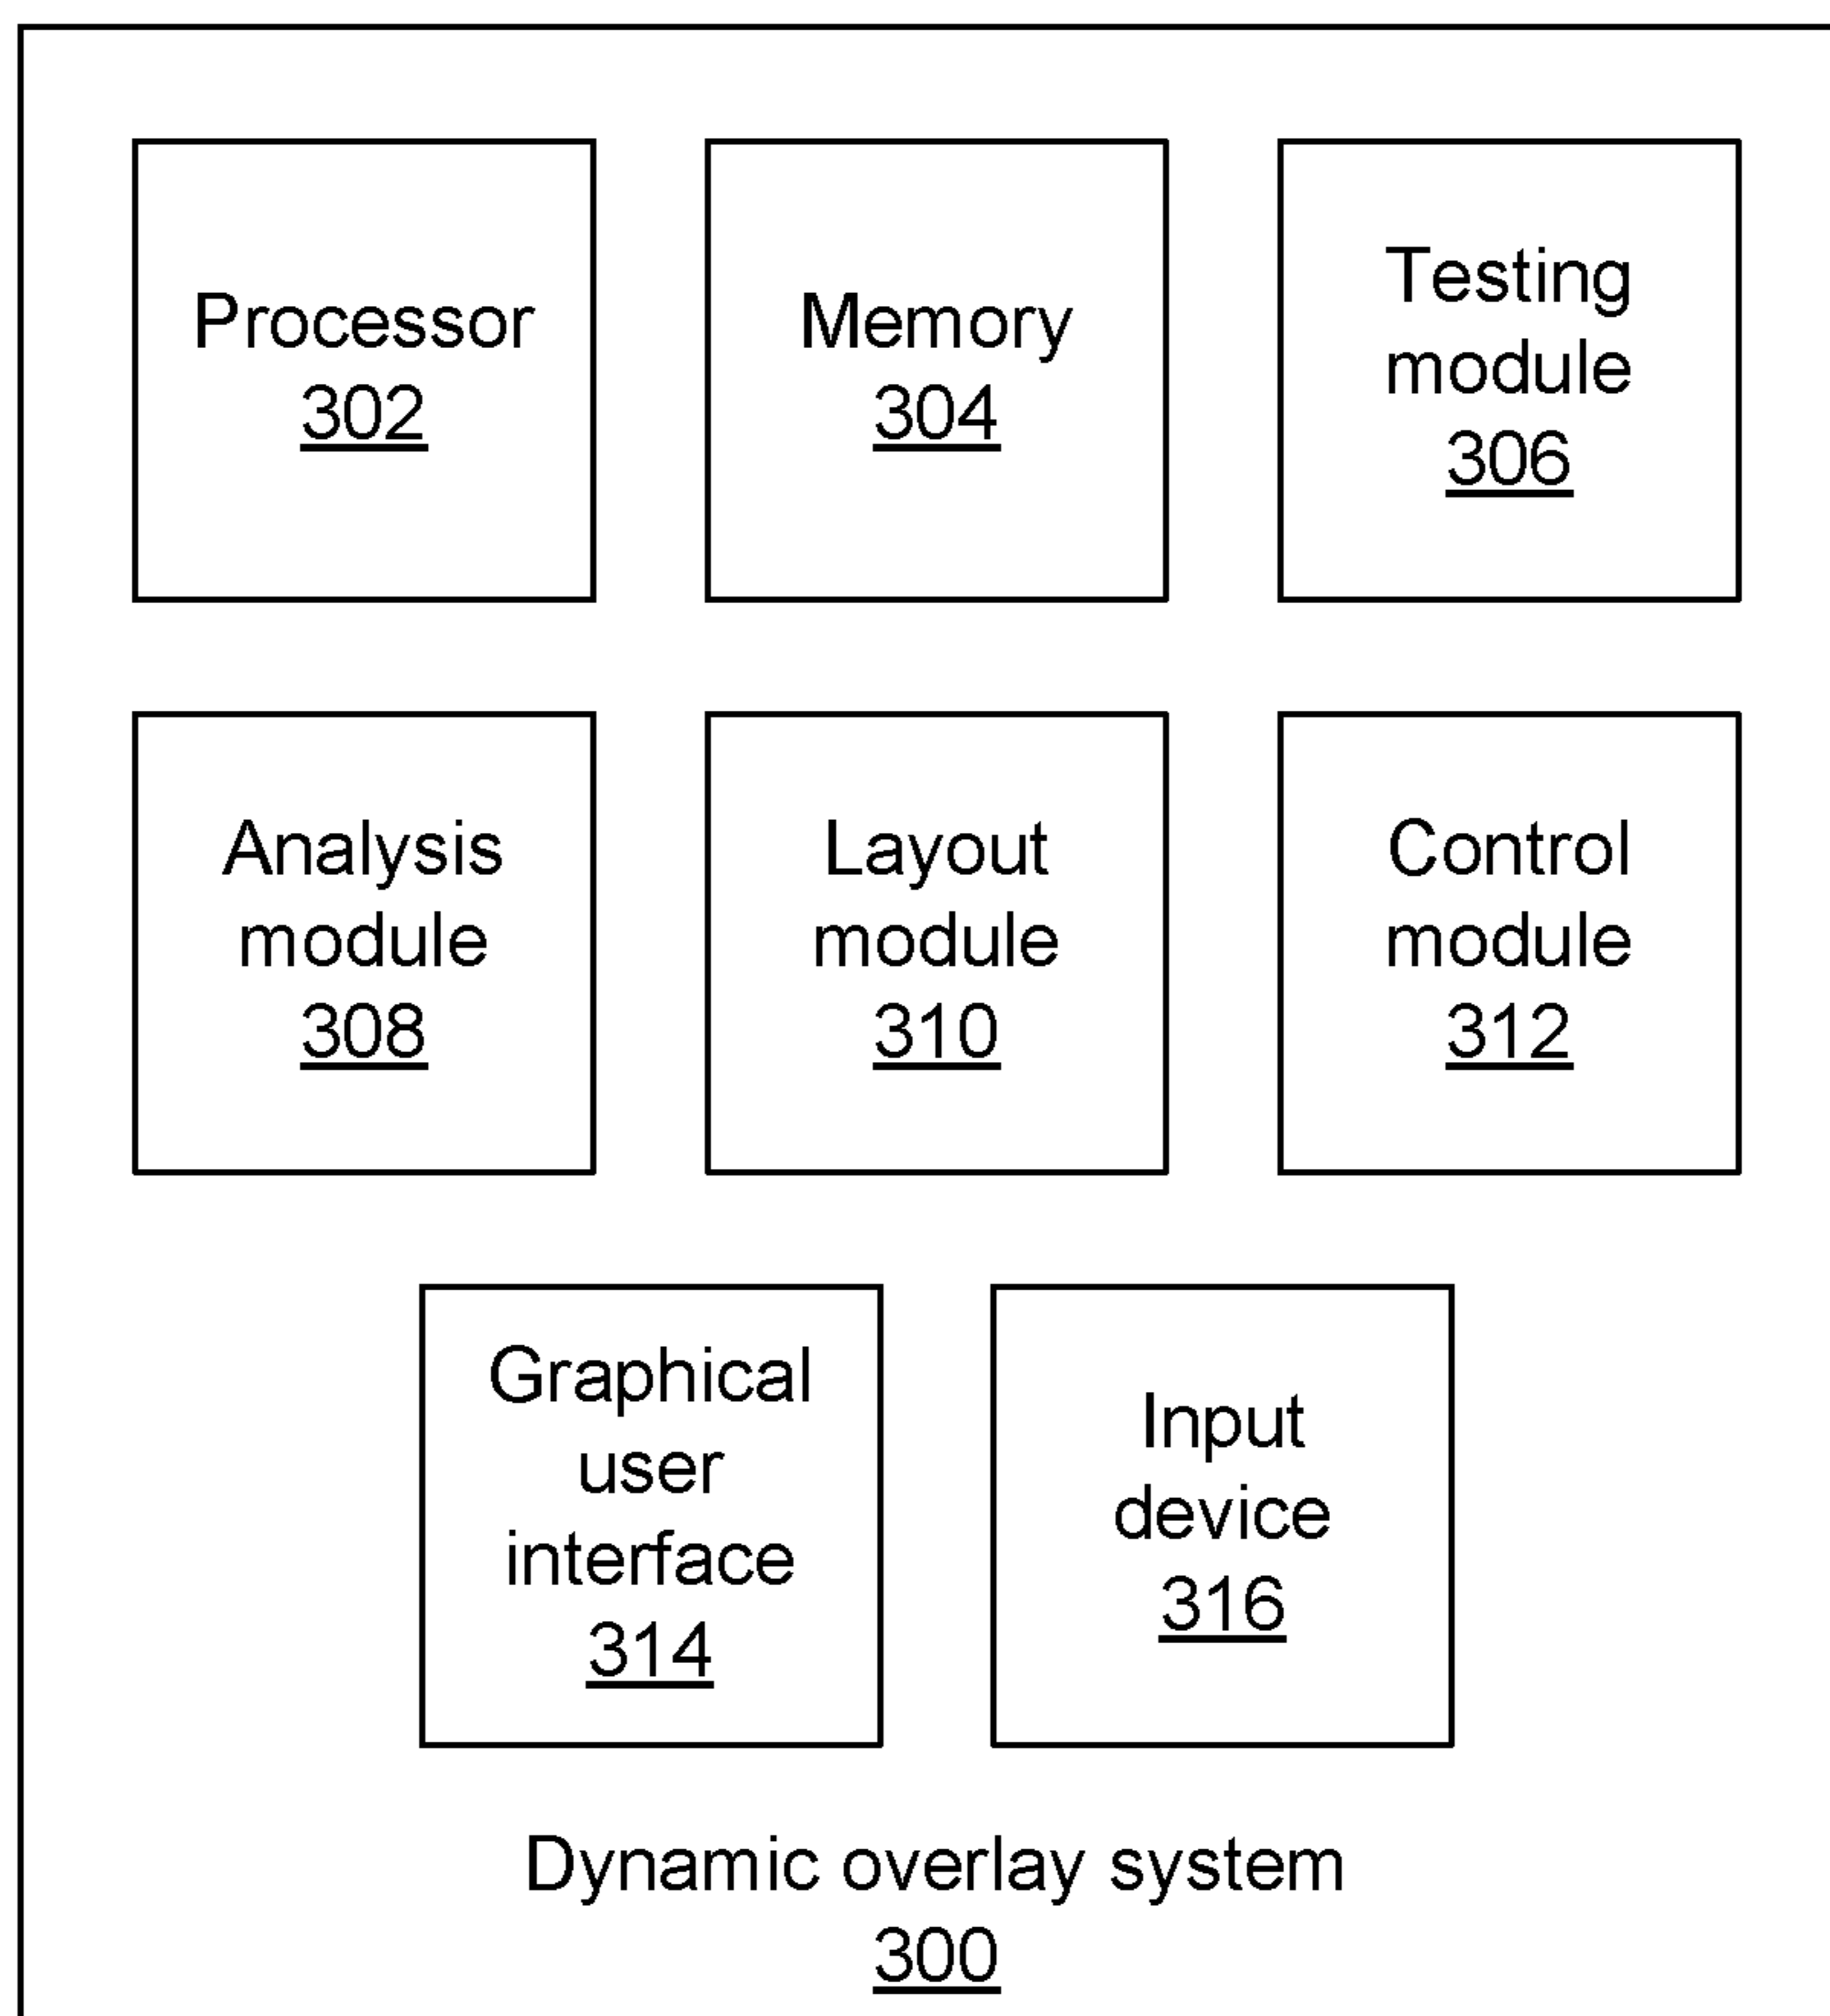 Processor
302
Memory
304
Testing
module
306
Analysis
module
308
Layout
module
310
Control
module
312
Graphical
user
interface
314
Input
device
316
Dynamic overlay system
300